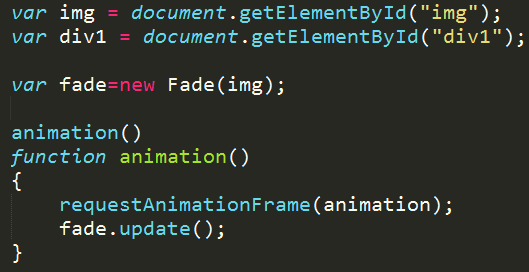 var img = document.getElementById("img");
var div1 = document.getElementById("div1");
var fade=new Fade(img);
animation()
function animation()
{
requestAnimationFrame(animation);
fade.update();
}